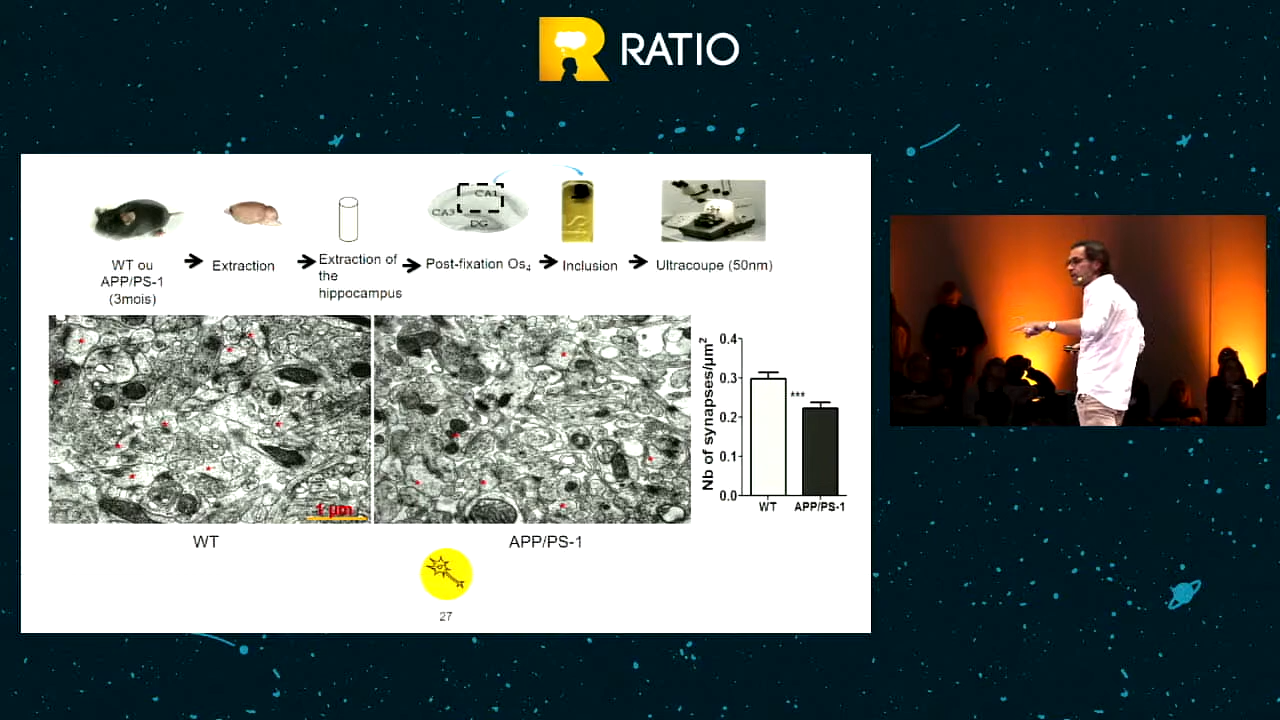 RATIO
CA1
CA3
DG
WT ou
APP/PS-1
(3mois)
Extraction
Extraction of
the
hippocampus
Post-fixation Os₄
Inclusion
Ultracoupe (50nm)
1 µm
WT
APP/PS-1
Nb of synapses/µm²
0.4
0.3
0.2
0.1
0.0
***
WT
APP/PS-1
27